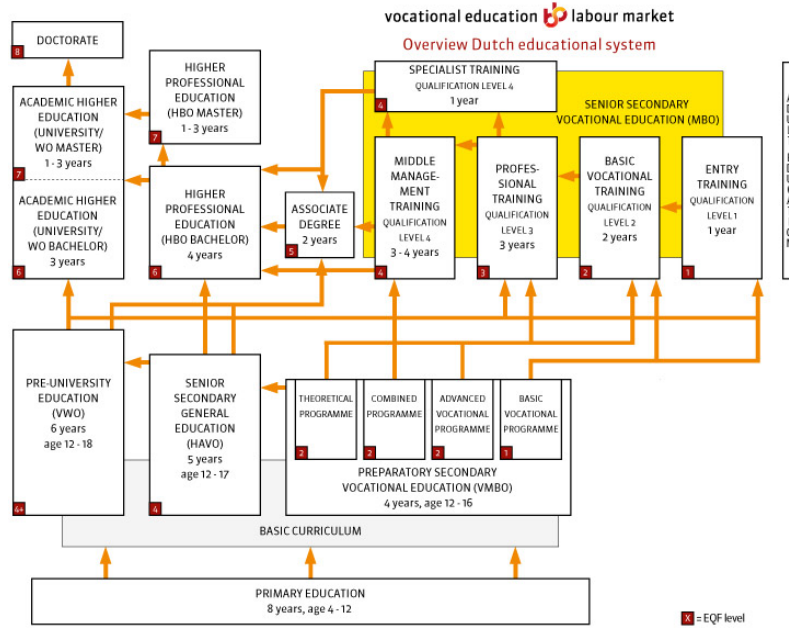 vocational education labour market
Overview Dutch educational system
8
DOCTORATE
HIGHER
PROFESSIONAL
EDUCATION
(HBO MASTER)
1 - 3 years
7
ACADEMIC HIGHER
EDUCATION
(UNIVERSITY/
WO MASTER)
1 - 3 years
7
ACADEMIC HIGHER
EDUCATION
(UNIVERSITY/
WO BACHELOR)
3 years
6
HIGHER
PROFESSIONAL
EDUCATION
(HBO BACHELOR)
4 years
6
ASSOCIATE
DEGREE
2 years
5
SPECIALIST TRAINING
QUALIFICATION LEVEL 4
1 year
4
SENIOR SECONDARY
VOCATIONAL EDUCATION (MBO)
MIDDLE
MANAGE-
MENT
TRAINING
QUALIFICATION
LEVEL 4
3 - 4 years
4
PROFES-
SIONAL
TRAINING
QUALIFICATION
LEVEL 3
3 years
3
BASIC
VOCATIONAL
TRAINING
QUALIFICATION
LEVEL 2
2 years
2
ENTRY
TRAINING
QUALIFICATION
LEVEL 1
1 year
1
PRE-UNIVERSITY
EDUCATION
(VWO)
6 years
age 12 - 18
4+
SENIOR
SECONDARY
GENERAL
EDUCATION
(HAVO)
5 years
age 12 - 17
4
THEORETICAL
PROGRAMME
2
COMBINED
PROGRAMME
2
ADVANCED
VOCATIONAL
PROGRAMME
2
BASIC
VOCATIONAL
PROGRAMME
1
PREPARATORY SECONDARY
VOCATIONAL EDUCATION (VMBO)
4 years, age 12 - 16
BASIC CURRICULUM
PRIMARY EDUCATION
8 years, age 4 - 12
X = EQF level